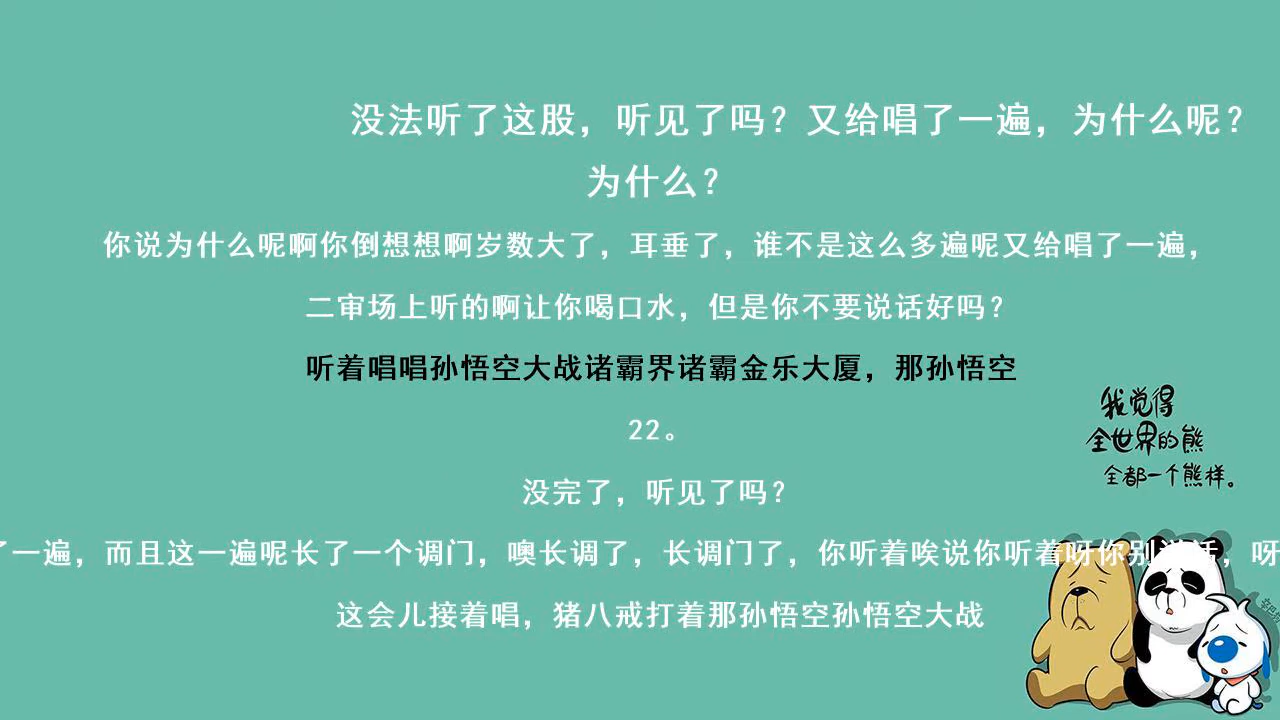 没法听了这股，听见了吗？又给唱了一遍，为什么呢？
为什么？
你说为什么呢啊你倒想想啊岁数大了，耳垂了，谁不是这么多遍呢又给唱了一遍，
二审场上听的啊让你喝口水，但是你不要说话好吗？
听着唱唱孙悟空大战诸霸界诸霸金乐大厦，那孙悟空
22。
没完了，听见了吗？
了一遍，而且这一遍呢长了一个调门，噢长调了，长调门了，你听着唉说你听着呀你别说话，呀
这会儿接着唱，猪八戒打着那孙悟空孙悟空大战
我觉得
全世界的熊
全都一个熊样。